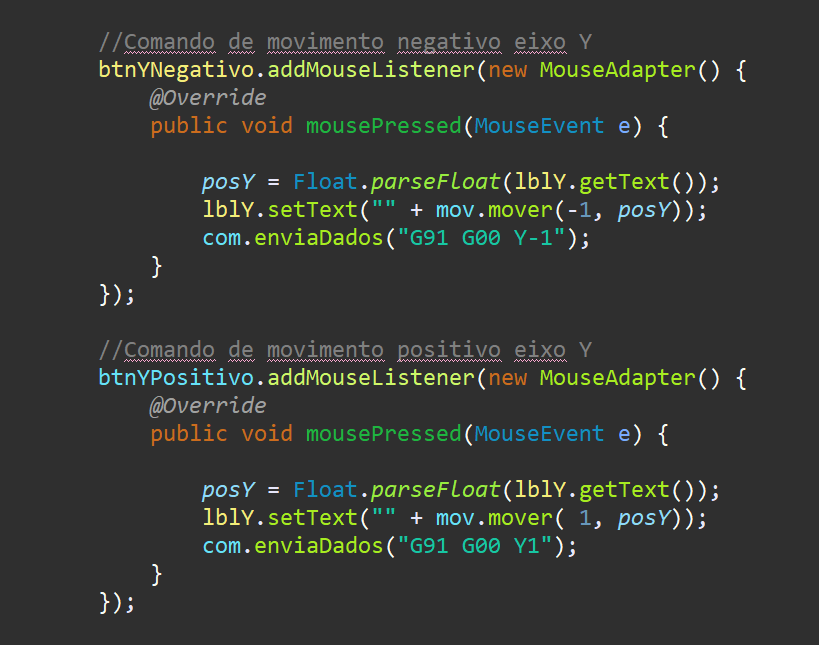 //Comando de movimento negativo eixo Y
btnYNegativo.addMouseListener(new MouseAdapter() {
@Override
public void mousePressed(MouseEvent e) {
posY = Float.parseFloat(lblY.getText());
lblY.setText("" + mov.mover(-1, posY));
com.enviaDados("G91 G00 Y-1");
}
});
//Comando de movimento positivo eixo Y
btnYPositivo.addMouseListener(new MouseAdapter() {
@Override
public void mousePressed(MouseEvent e) {
posY = Float.parseFloat(lblY.getText());
lblY.setText("" + mov.mover( 1, posY));
com.enviaDados("G91 G00 Y1");
}
});